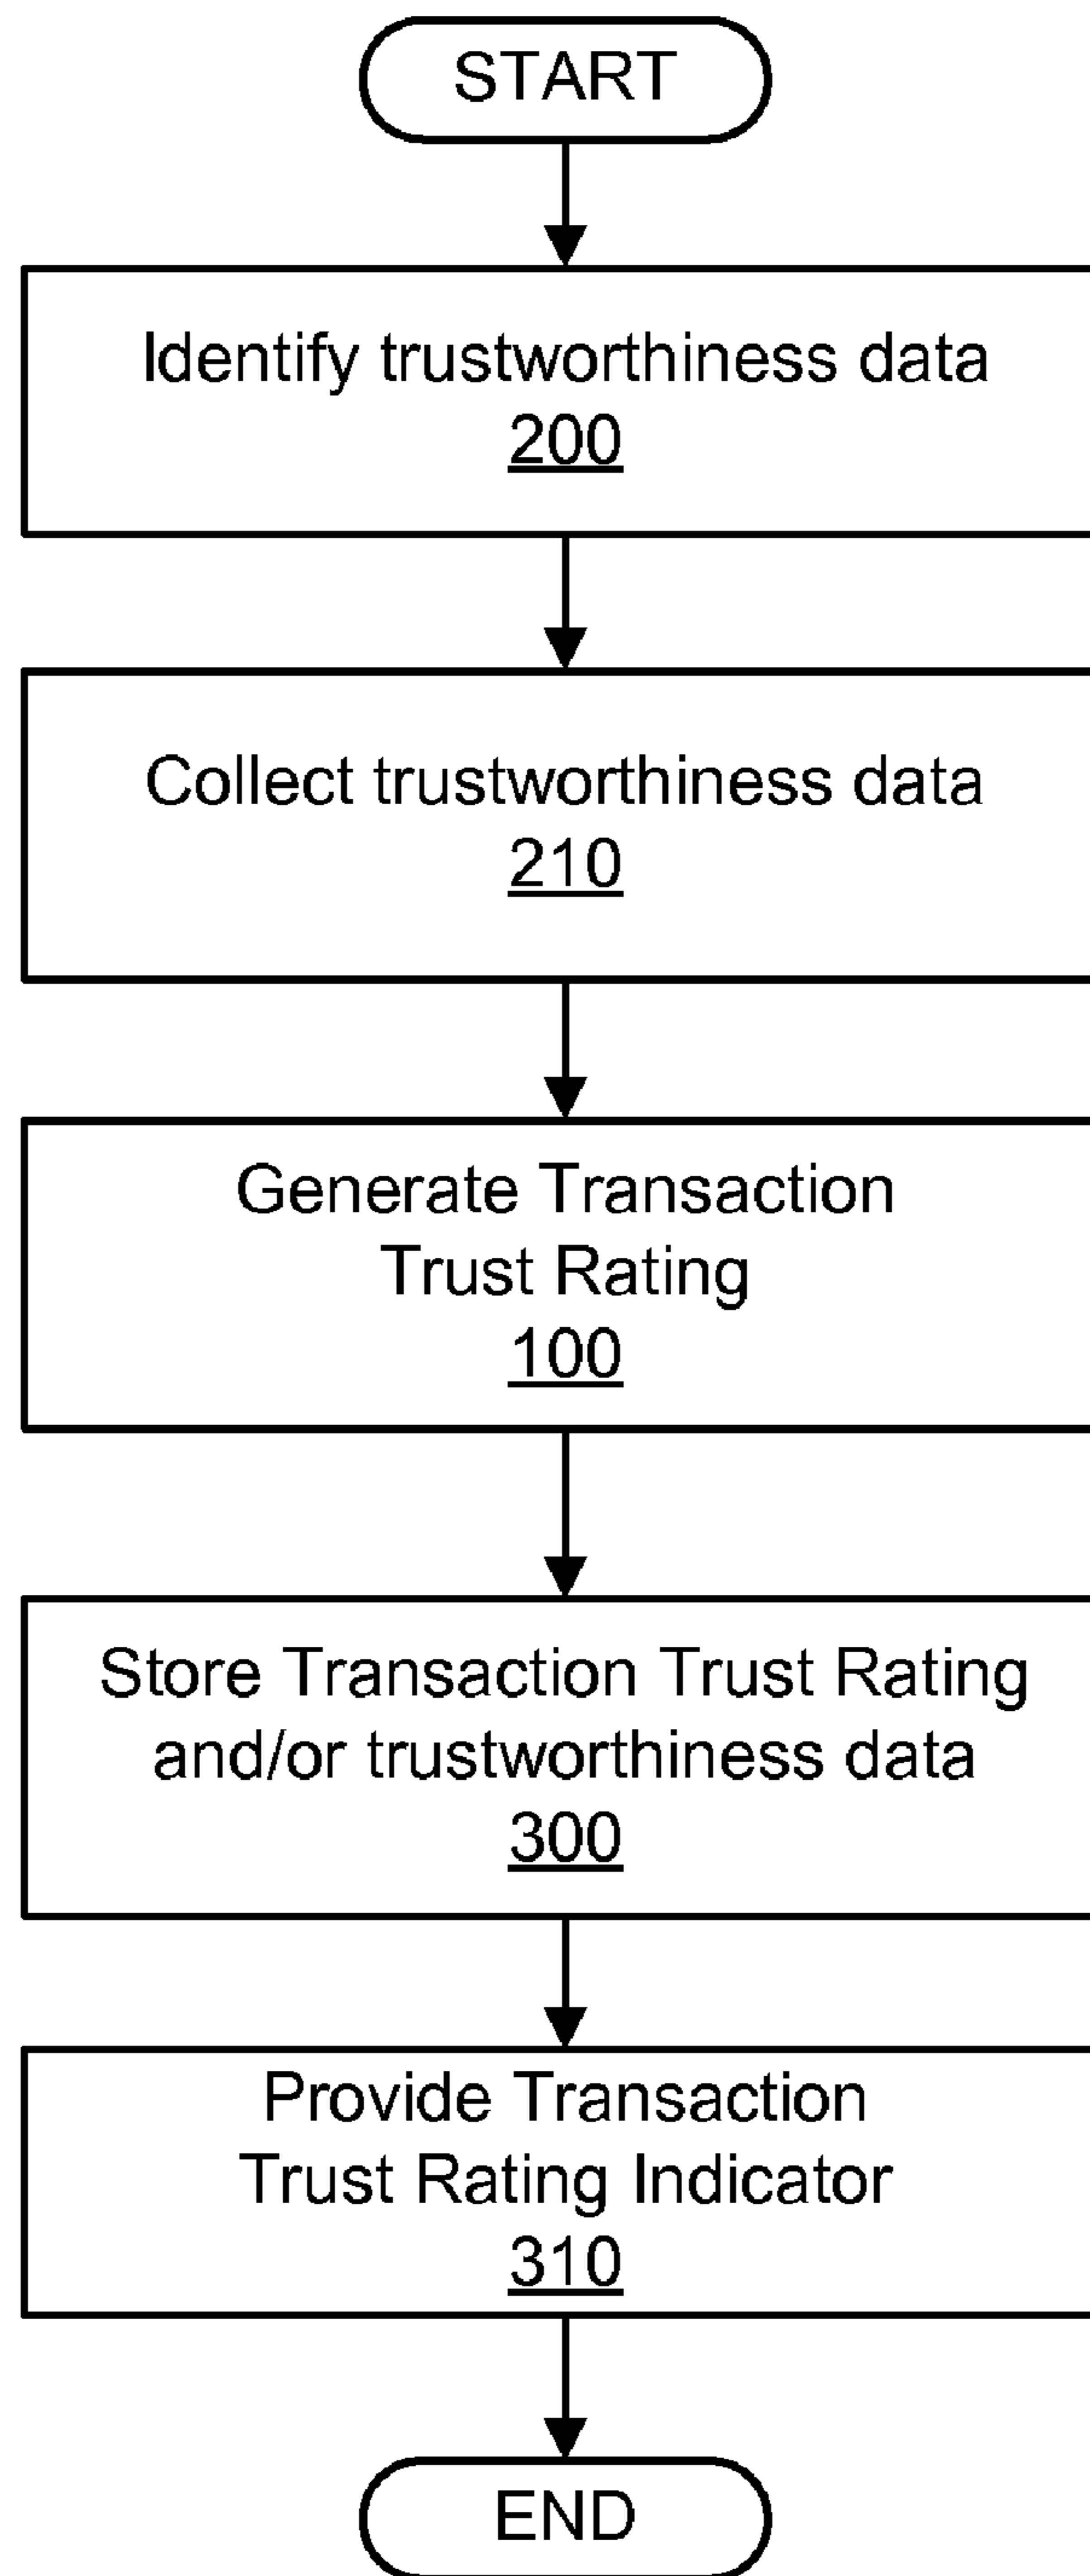 START
Identify trustworthiness data
200
Collect trustworthiness data
210
Generate Transaction
Trust Rating
100
Store Transaction Trust Rating
and/or trustworthiness data
300
Provide Transaction
Trust Rating Indicator
310
END